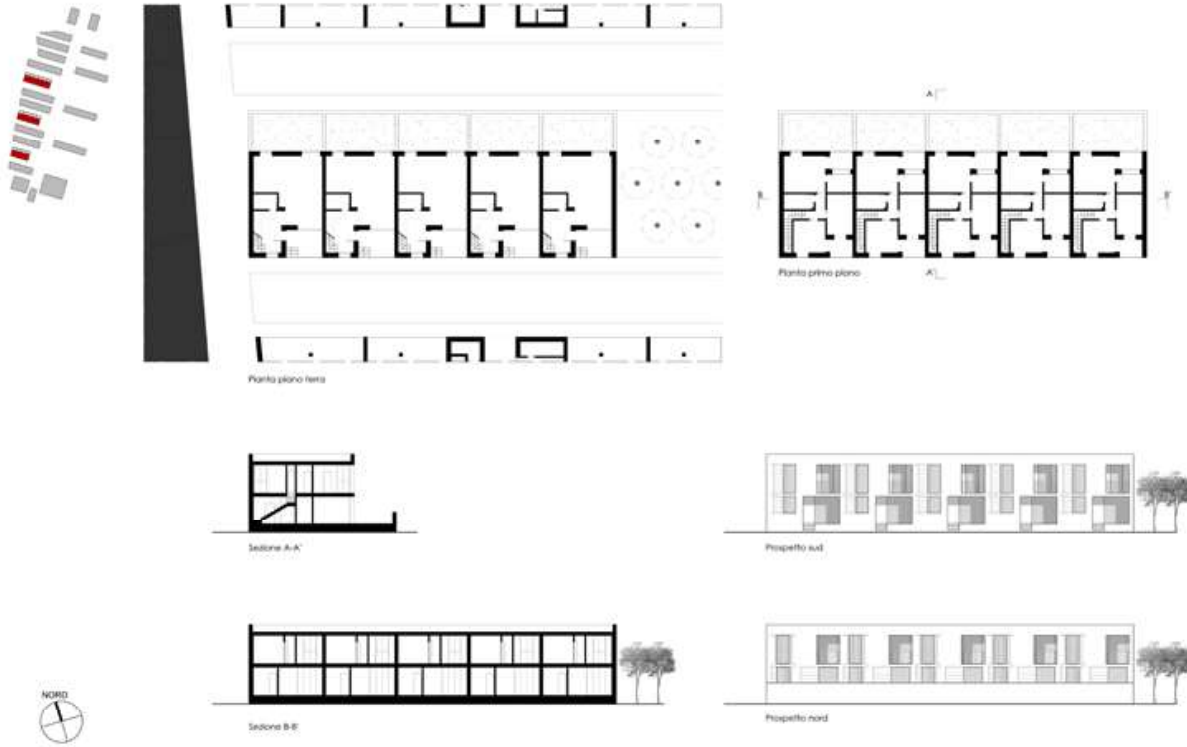 A
A'
Pianta primo piano
Pianta piano terra
Sezione A-A'
Prospetto sud
NORD
Sezione B-B'
Prospetto nord